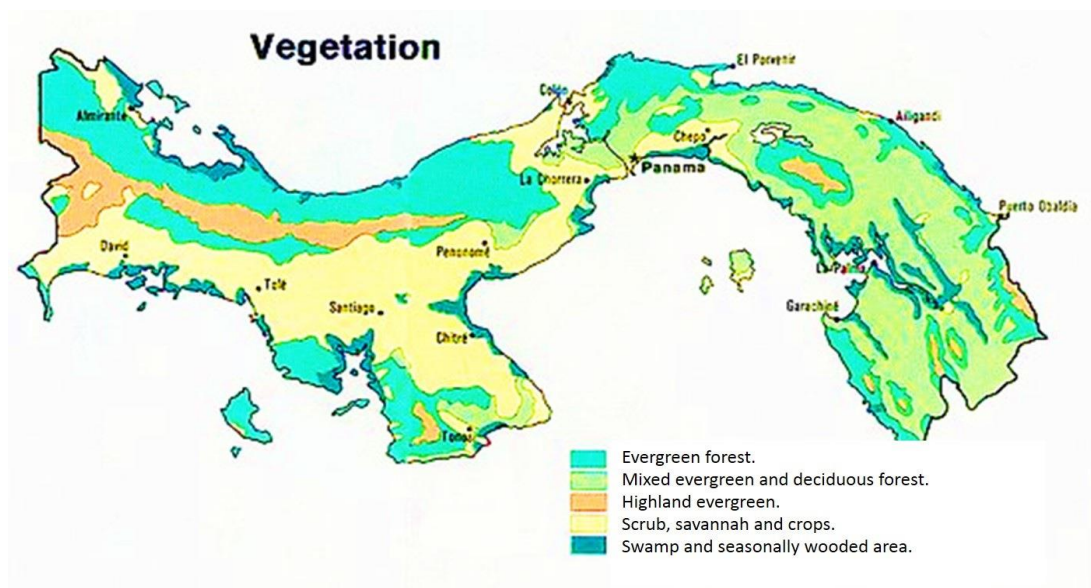 Vegetation
El Porvenir
Colón
Almirante
Ailigandi
Chepo
Panama
La Chorrera
Puerto Obaldía
David
Penonomé
La Palma
Tolé
Santiago
Garachiné
Chitré
Tonosí
Evergreen forest.
Mixed evergreen and deciduous forest.
Highland evergreen.
Scrub, savannah and crops.
Swamp and seasonally wooded area.